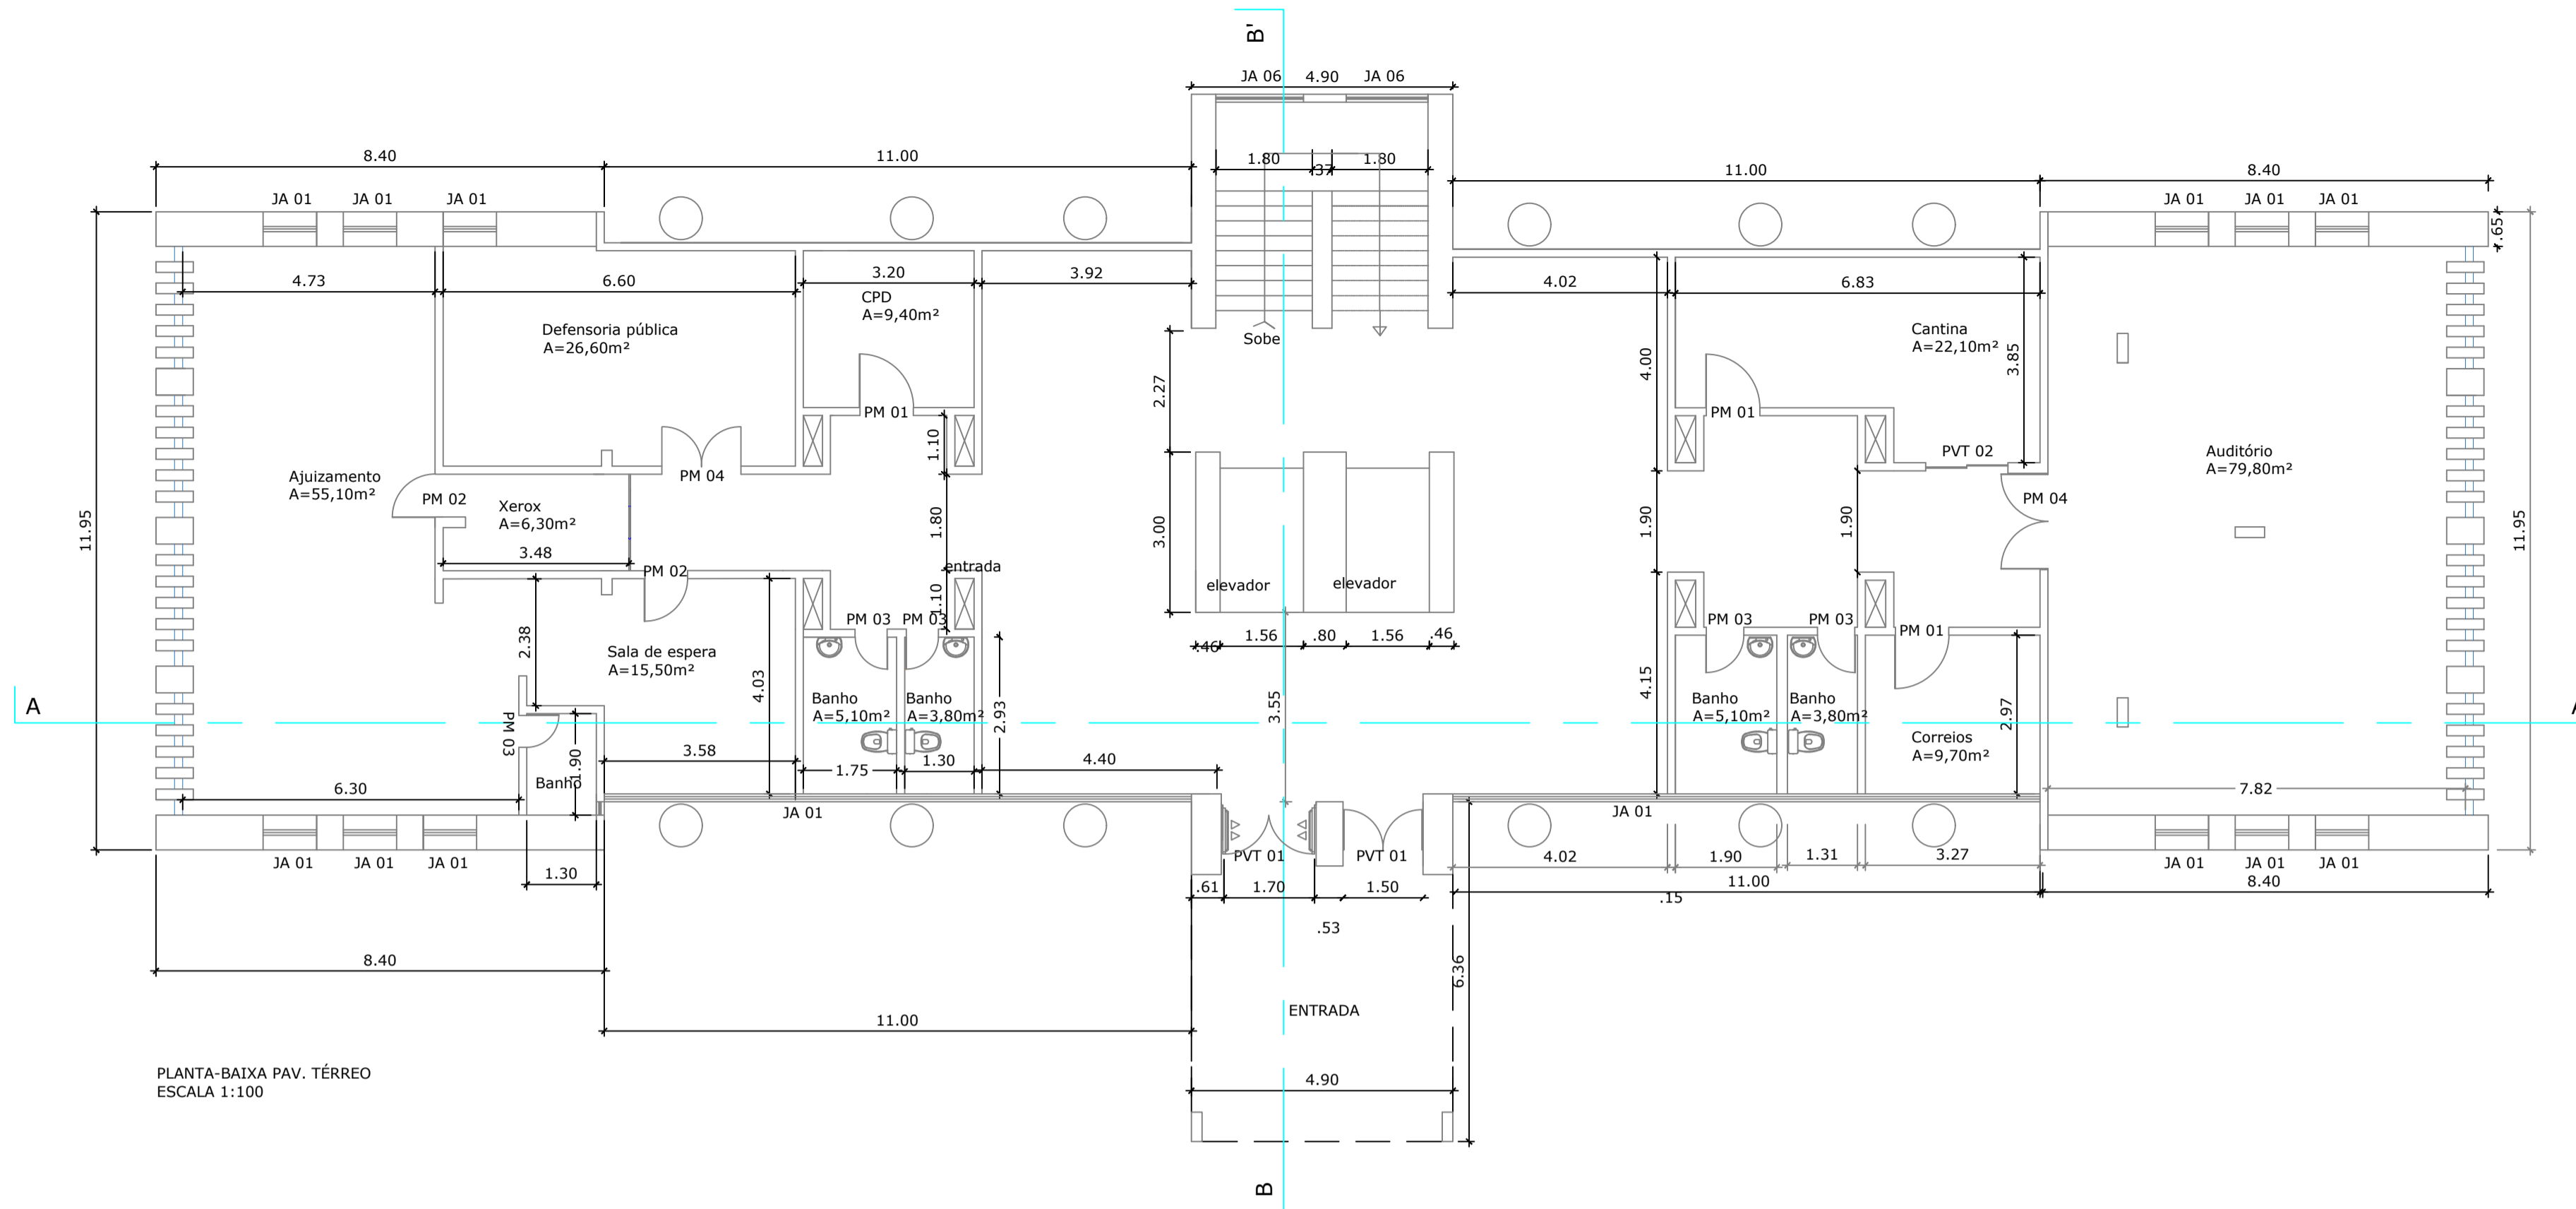 B'
JA 06 4.90 JA 06
8.40 11.00 1.80 .37 1.80 11.00 8.40
JA 01 JA 01 JA 01 JA 01 JA 01 JA 01
.65
4.73 6.60 3.20 3.92 4.02 6.83
CPD
A=9,40m²
Defensoria pública
A=26,60m²
Sobe
Cantina
A=22,10m²
3.85
4.00
2.27
PM 01 PM 01
1.10
PVT 02
Auditório
A=79,80m²
Ajuizamento
A=55,10m²
PM 04
PM 02
Xerox
A=6,30m²
PM 04
11.95
3.00
1.80
1.90
1.90
11.95
3.48
PM 02
entrada
elevador elevador
1.10
PM 03 PM 03 PM 03 PM 03 PM 01
.46 1.56 .80 1.56 .46
2.38
Sala de espera
A=15,50m²
4.03
4.15
Banho
A=5,10m²
Banho
A=3,80m²
2.93
3.55
Banho
A=5,10m²
Banho
A=3,80m²
2.97
A
PM 03
Correios
A=9,70m²
3.58 1.75 1.30 4.40
1.90
Banho
6.30 7.82
JA 01 JA 01
JA 01 JA 01 JA 01 PVT 01 PVT 01 JA 01 JA 01 JA 01
4.02 1.90 1.31 3.27
1.30 .61 1.70 1.50 11.00 8.40
.15
.53
8.40
6.36
ENTRADA
11.00
PLANTA-BAIXA PAV. TÉRREO
ESCALA 1:100
4.90
B